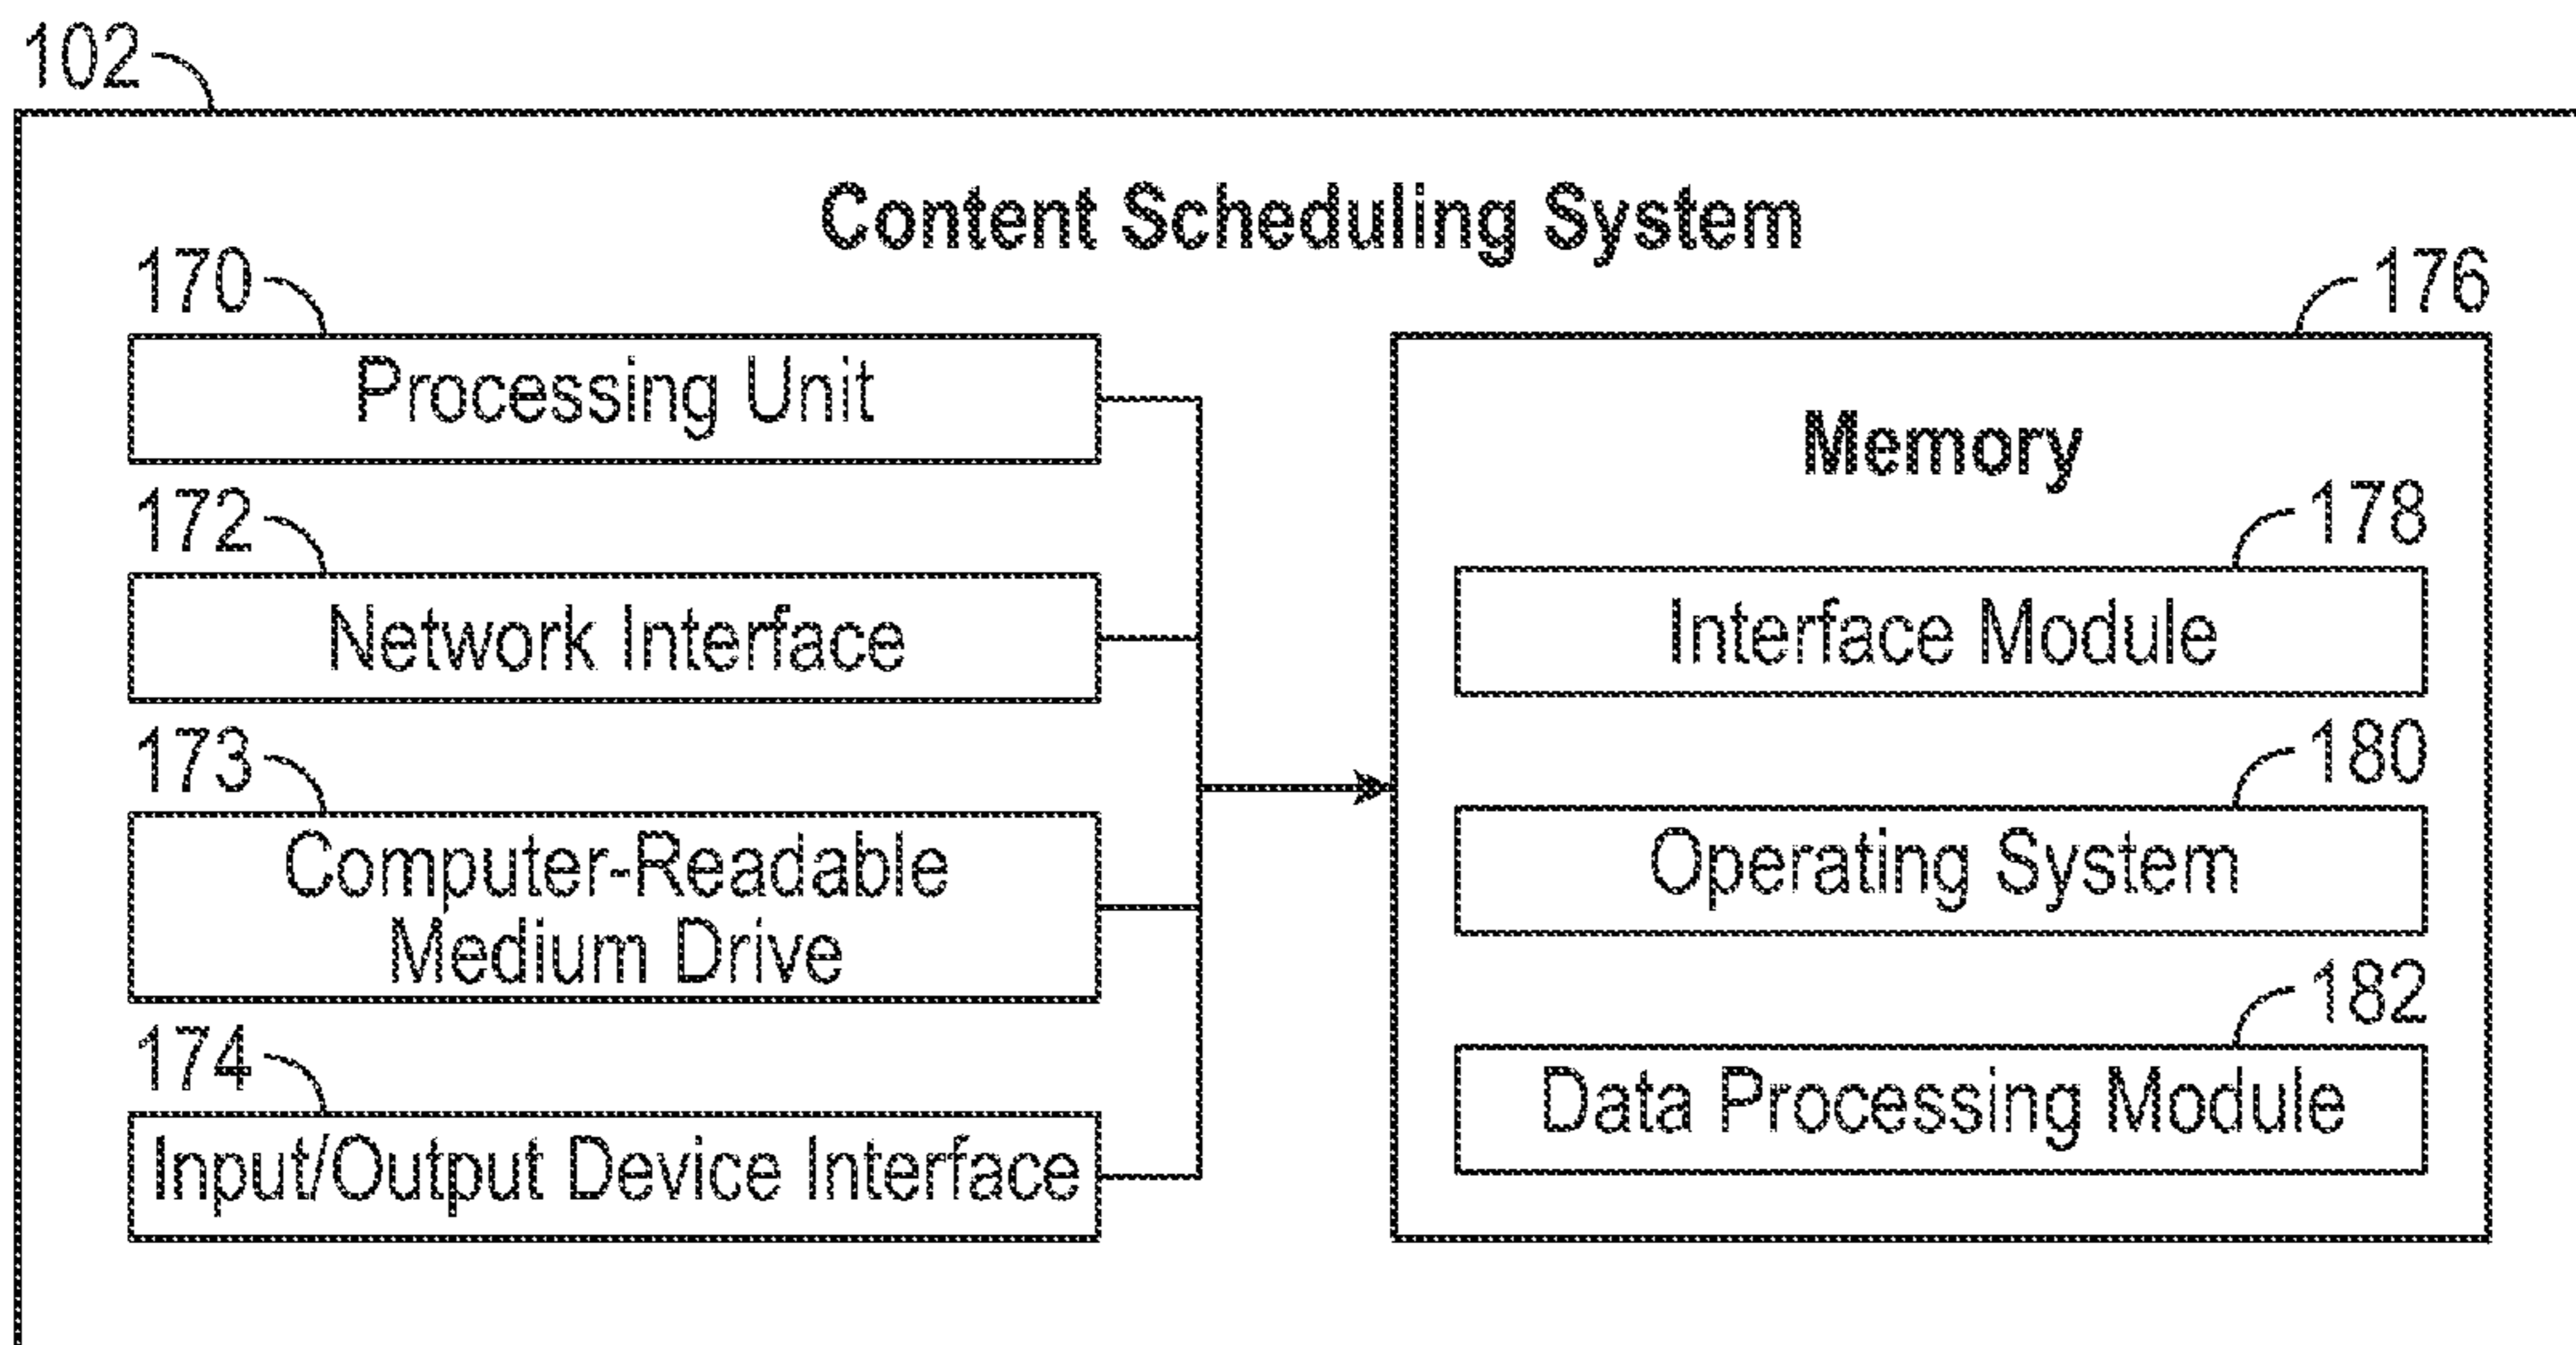 102
Content Scheduling System
170
Processing Unit
172
Network Interface
173
Computer-Readable
Medium Drive
174
Input/Output Device Interface
176
Memory
178
Interface Module
180
Operating System
182
Data Processing Module